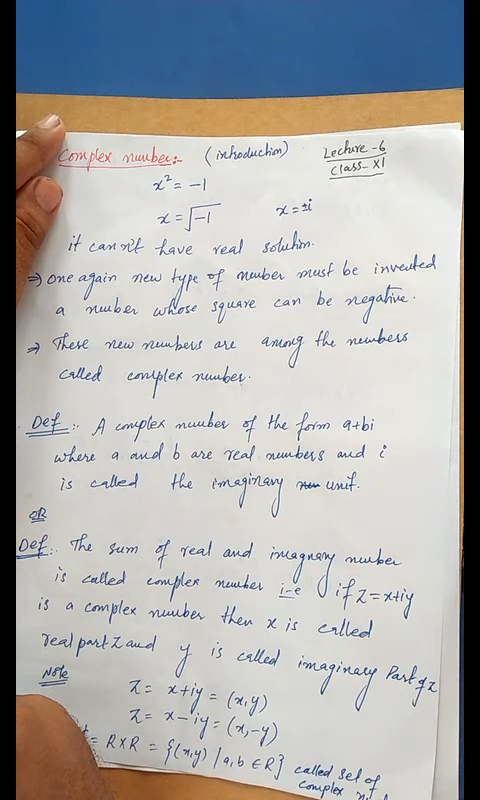 Complex number:- (introduction) Lecture-6
Class-XI
x² = -1
x = √-1 x = ±i
it can't have real solution.
⇒ One again new type of number must be invented
a number whose square can be negative.
⇒ These new numbers are among the numbers
called complex number.
Def:. A complex number of the form a+bi
where a and b are real numbers and i
is called the imaginary unit.
OR
Def:. The sum of real and imagnary number
is called complex number i-e if Z=x+iy
is a complex number then x is called
real part Z and y is called imaginary Part of Z
Note
Z = x+iy = (x,y)
Z = x-iy = (x,-y)
= R×R = {(x,y) / a,b ∈ R} called set of
complex